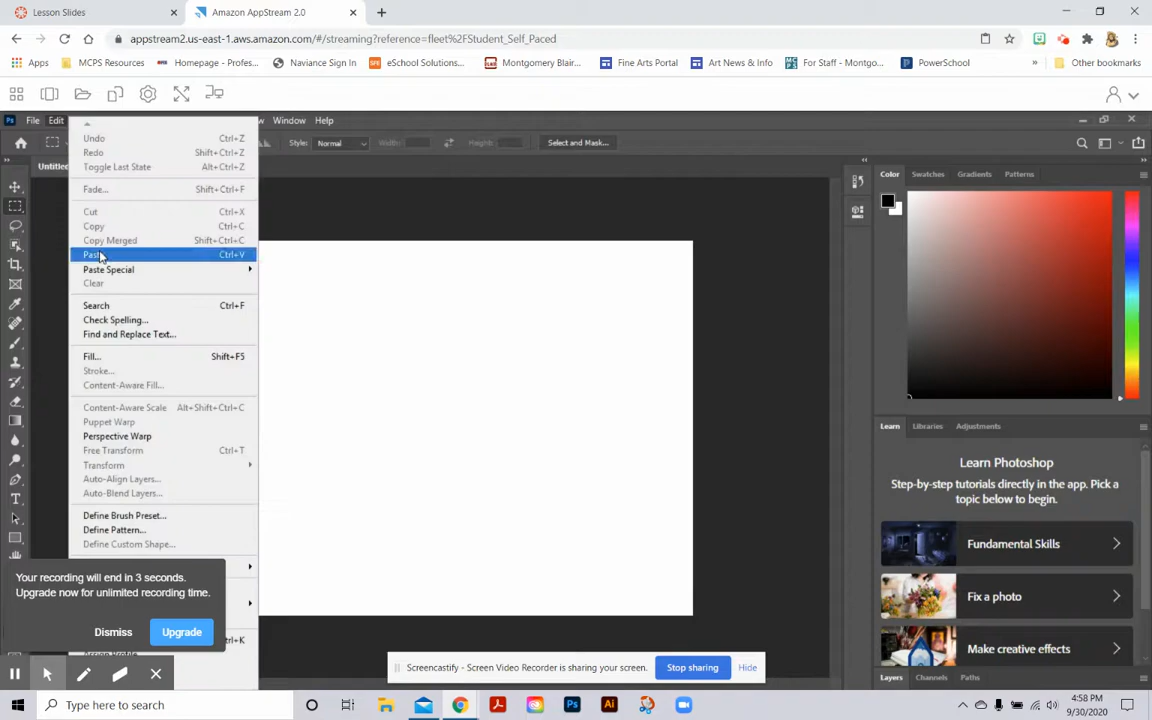 Lesson Slides
Amazon AppStream 2.0
appstream2.us-east-1.aws.amazon.com/#/streaming?reference=fleet%2FStudent_Self_Paced
Apps
MCPS Resources
Homepage - Profes...
Naviance Sign In
eSchool Solutions...
Montgomery Blair...
Fine Arts Portal
Art News & Info
For Staff - Montgo...
PowerSchool
»
Other bookmarks
Ps File Edit Window Help
Style: Normal Width: Height: Select and Mask...
Untitle
Undo Ctrl+Z
Redo Shift+Ctrl+Z
Toggle Last State Alt+Ctrl+Z
Fade... Shift+Ctrl+F
Cut Ctrl+X
Copy Ctrl+C
Copy Merged Shift+Ctrl+C
Paste Ctrl+V
Paste Special
Clear
Search Ctrl+F
Check Spelling...
Find and Replace Text...
Fill... Shift+F5
Stroke...
Content-Aware Fill...
Content-Aware Scale Alt+Shift+Ctrl+C
Puppet Warp
Perspective Warp
Free Transform Ctrl+T
Transform
Auto-Align Layers...
Auto-Blend Layers...
Define Brush Preset...
Define Pattern...
Define Custom Shape...
Ctrl+K
Color Swatches Gradients Patterns
Learn Libraries Adjustments
Learn Photoshop
Step-by-step tutorials directly in the app. Pick a
topic below to begin.
Fundamental Skills
Fix a photo
Make creative effects
Layers Channels Paths
Your recording will end in 3 seconds.
Upgrade now for unlimited recording time.
Dismiss Upgrade
Screencastify - Screen Video Recorder is sharing your screen. Stop sharing Hide
Type here to search
Ps Ai
4:58 PM
9/30/2020